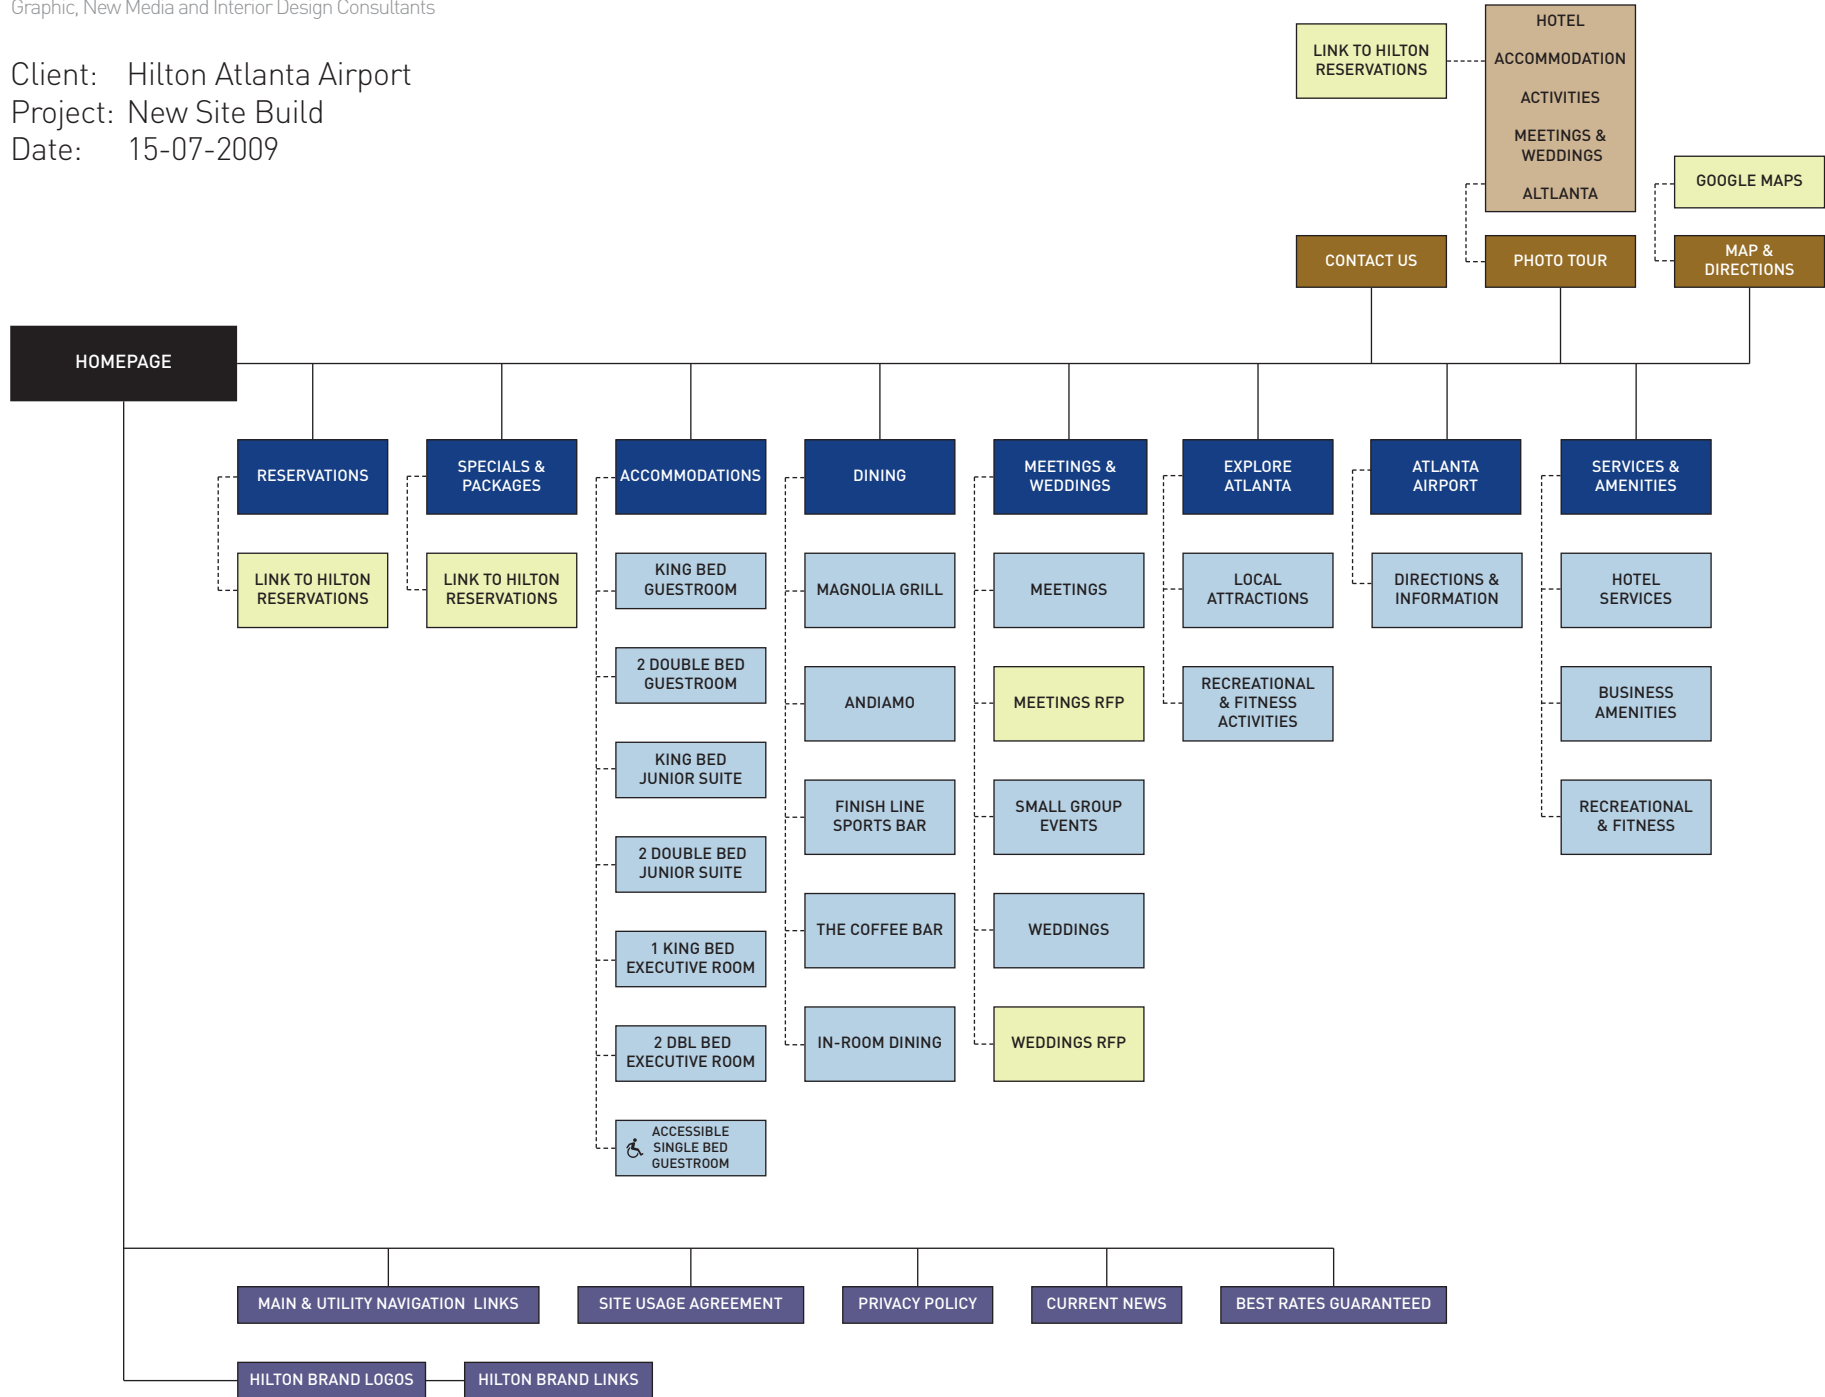 Graphic, New Media and Interior Design Consultants
Client: Hilton Atlanta Airport
Project: New Site Build
Date: 15-07-2009
LINK TO HILTON
RESERVATIONS
HOTEL
ACCOMMODATION
ACTIVITIES
MEETINGS &
WEDDINGS
ALTLANTA
GOOGLE MAPS
CONTACT US
PHOTO TOUR
MAP &
DIRECTIONS
HOMEPAGE
RESERVATIONS
LINK TO HILTON
RESERVATIONS
SPECIALS &
PACKAGES
LINK TO HILTON
RESERVATIONS
ACCOMMODATIONS
KING BED
GUESTROOM
2 DOUBLE BED
GUESTROOM
KING BED
JUNIOR SUITE
2 DOUBLE BED
JUNIOR SUITE
1 KING BED
EXECUTIVE ROOM
2 DBL BED
EXECUTIVE ROOM
ACCESSIBLE
SINGLE BED
GUESTROOM
DINING
MAGNOLIA GRILL
ANDIAMO
FINISH LINE
SPORTS BAR
THE COFFEE BAR
IN-ROOM DINING
MEETINGS &
WEDDINGS
MEETINGS
MEETINGS RFP
SMALL GROUP
EVENTS
WEDDINGS
WEDDINGS RFP
EXPLORE
ATLANTA
LOCAL
ATTRACTIONS
RECREATIONAL
& FITNESS
ACTIVITIES
ATLANTA
AIRPORT
DIRECTIONS &
INFORMATION
SERVICES &
AMENITIES
HOTEL
SERVICES
BUSINESS
AMENITIES
RECREATIONAL
& FITNESS
MAIN & UTILITY NAVIGATION LINKS
SITE USAGE AGREEMENT
PRIVACY POLICY
CURRENT NEWS
BEST RATES GUARANTEED
HILTON BRAND LOGOS
HILTON BRAND LINKS